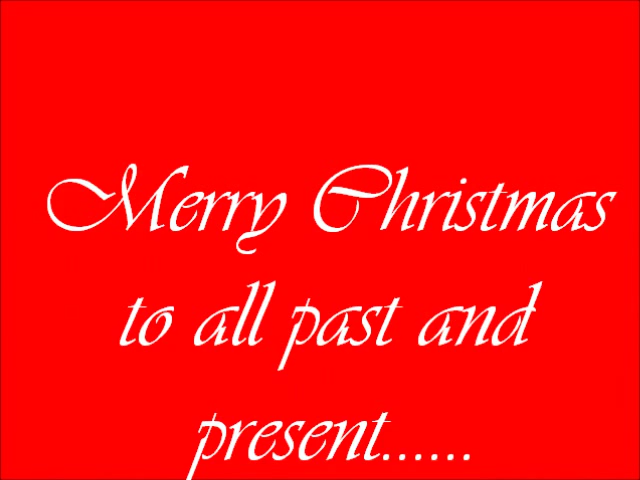 Merry Christmas
to all past and
present......